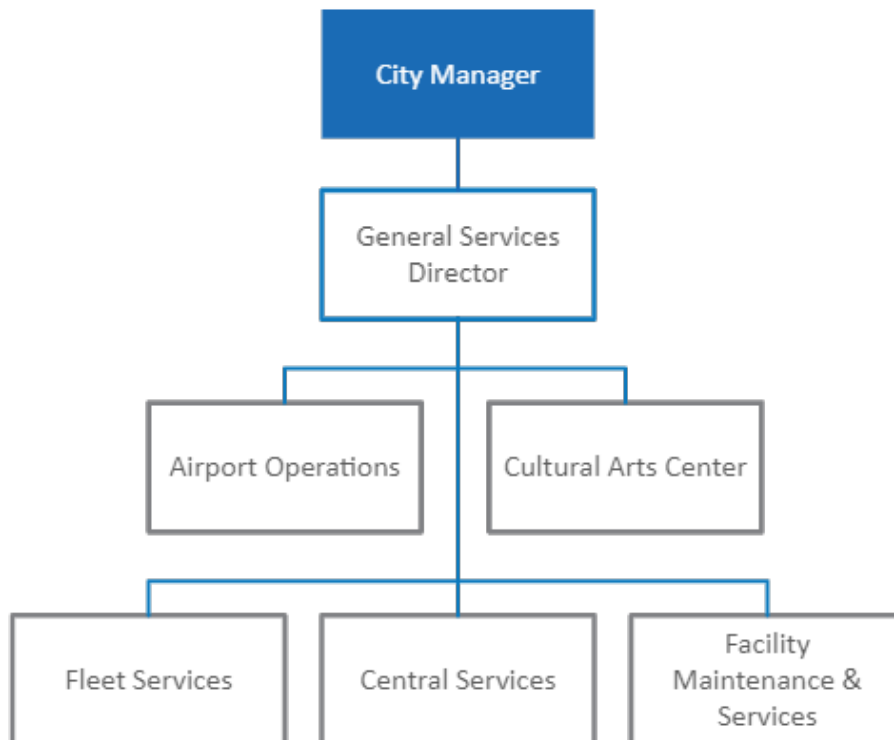 City Manager
General Services
Director
Airport Operations
Cultural Arts Center
Fleet Services
Central Services
Facility
Maintenance &
Services